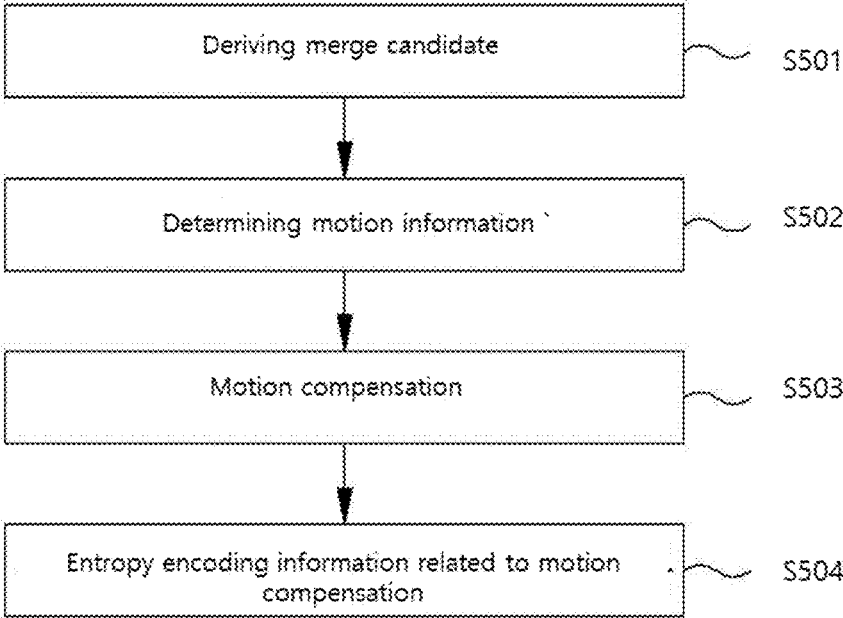 Deriving merge candidate
S501
Determining motion information `
S502
Motion compensation
S503
Entropy encoding information related to motion
compensation
S504